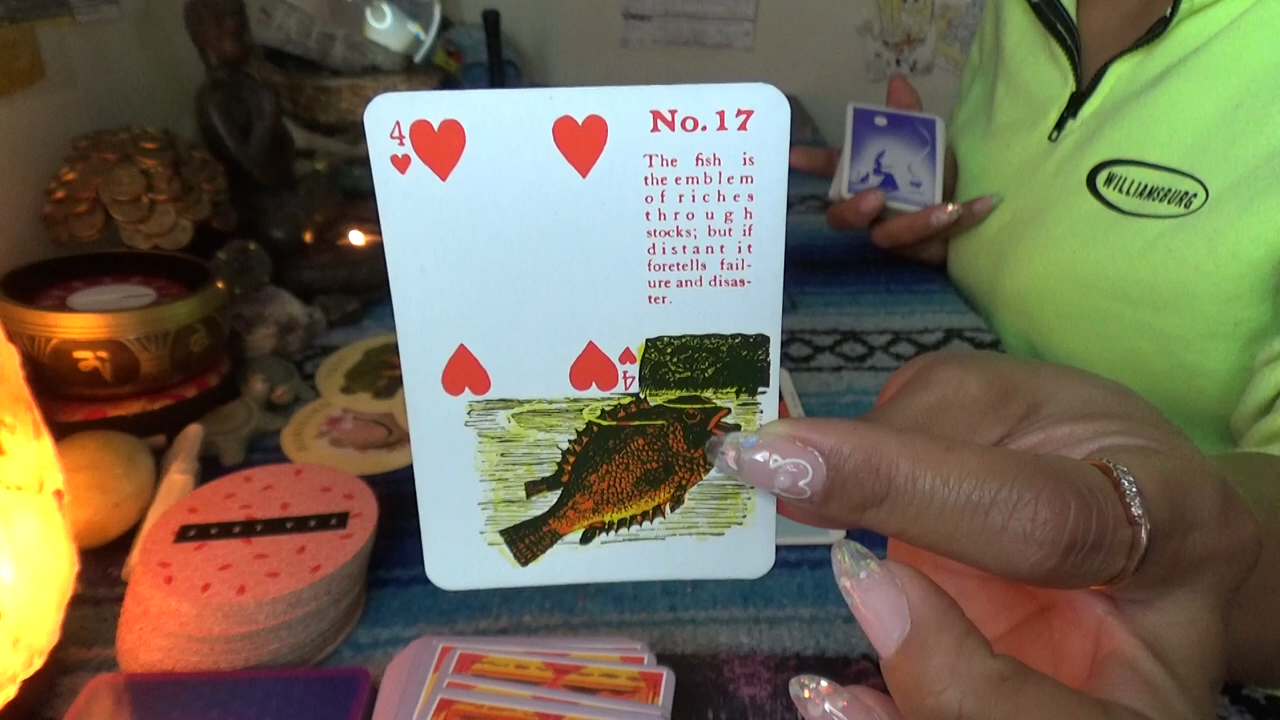 4
No. 17
The fish is
the emblem
of riches
through
stocks; but if
distant it
foretells fail-
ure and disas-
ter.
4
WILLIAMSBURG